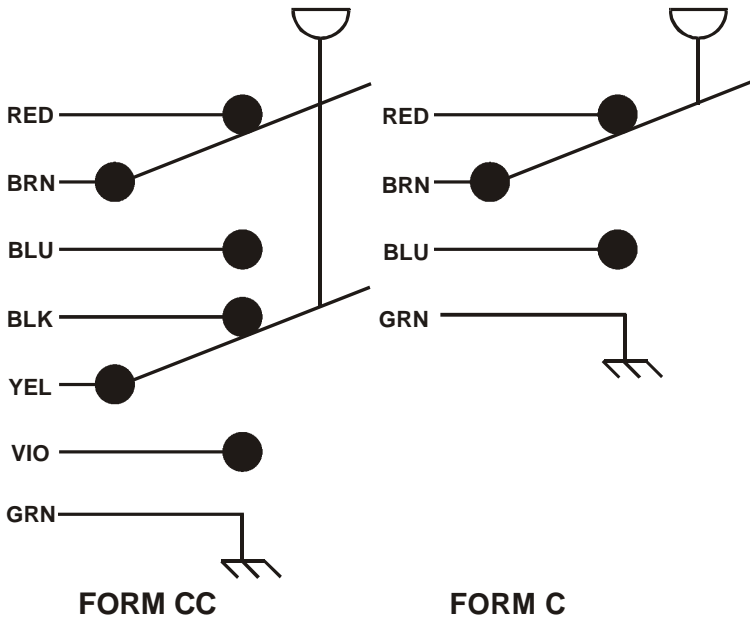 RED
BRN
BLU
BLK
YEL
VIO
GRN
FORM CC
RED
BRN
BLU
GRN
FORM C